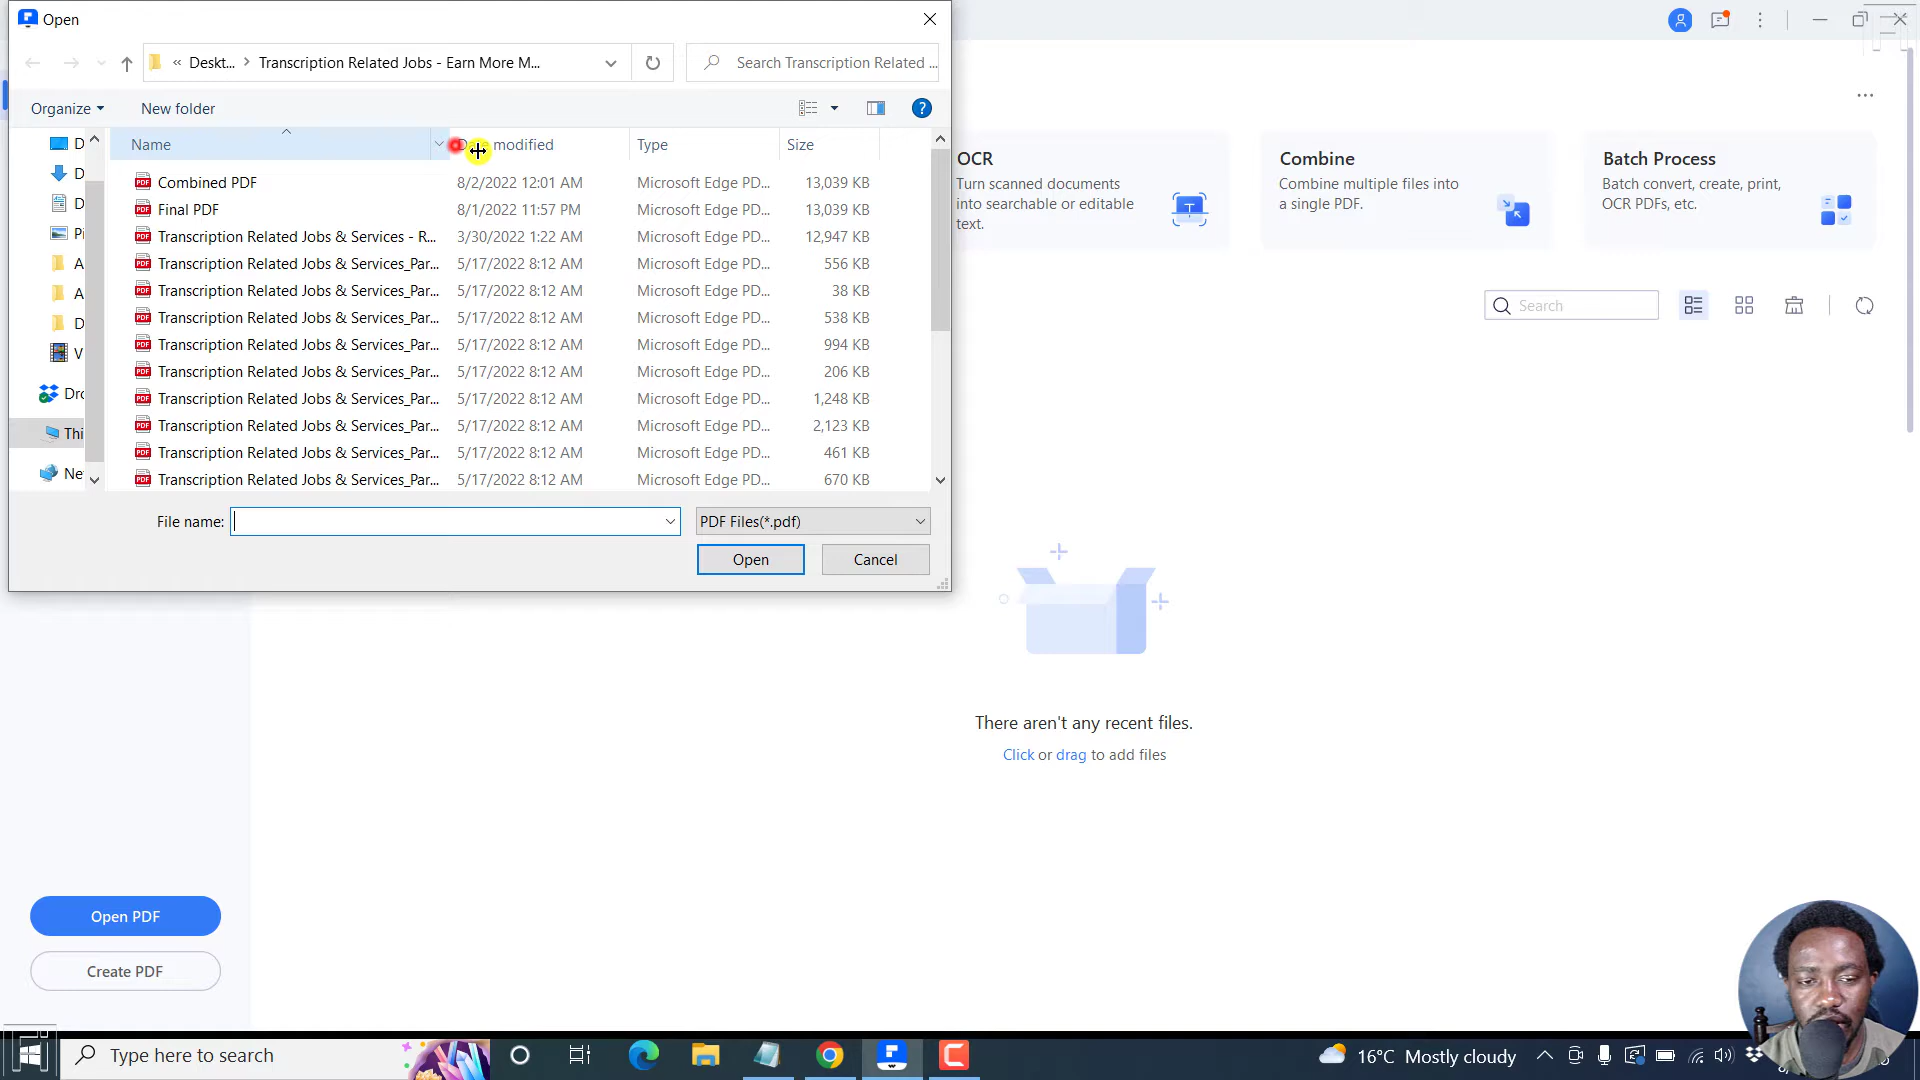 Open
« Deskt... > Transcription Related Jobs - Earn More M...
Search Transcription Related ...
Organize
New folder
Name
modified
Type
Size
Combined PDF 8/2/2022 12:01 AM Microsoft Edge PD... 13,039 KB
Final PDF 8/1/2022 11:57 PM Microsoft Edge PD... 13,039 KB
Transcription Related Jobs & Services - R... 3/30/2022 1:22 AM Microsoft Edge PD... 12,947 KB
Transcription Related Jobs & Services_Par... 5/17/2022 8:12 AM Microsoft Edge PD... 556 KB
Transcription Related Jobs & Services_Par... 5/17/2022 8:12 AM Microsoft Edge PD... 38 KB
Transcription Related Jobs & Services_Par... 5/17/2022 8:12 AM Microsoft Edge PD... 538 KB
Transcription Related Jobs & Services_Par... 5/17/2022 8:12 AM Microsoft Edge PD... 994 KB
Transcription Related Jobs & Services_Par... 5/17/2022 8:12 AM Microsoft Edge PD... 206 KB
Transcription Related Jobs & Services_Par... 5/17/2022 8:12 AM Microsoft Edge PD... 1,248 KB
Transcription Related Jobs & Services_Par... 5/17/2022 8:12 AM Microsoft Edge PD... 2,123 KB
Transcription Related Jobs & Services_Par... 5/17/2022 8:12 AM Microsoft Edge PD... 461 KB
Transcription Related Jobs & Services_Par... 5/17/2022 8:12 AM Microsoft Edge PD... 670 KB
D
D
D
Pi
A
A
D
V
Dro
Thi
Ne
File name:
PDF Files(*.pdf)
Open
Cancel
OCR
Turn scanned documents
into searchable or editable
text.
Combine
Combine multiple files into
a single PDF.
Batch Process
Batch convert, create, print,
OCR PDFs, etc.
Search
There aren't any recent files.
Click or drag to add files
Open PDF
Create PDF
Type here to search
16°C Mostly cloudy